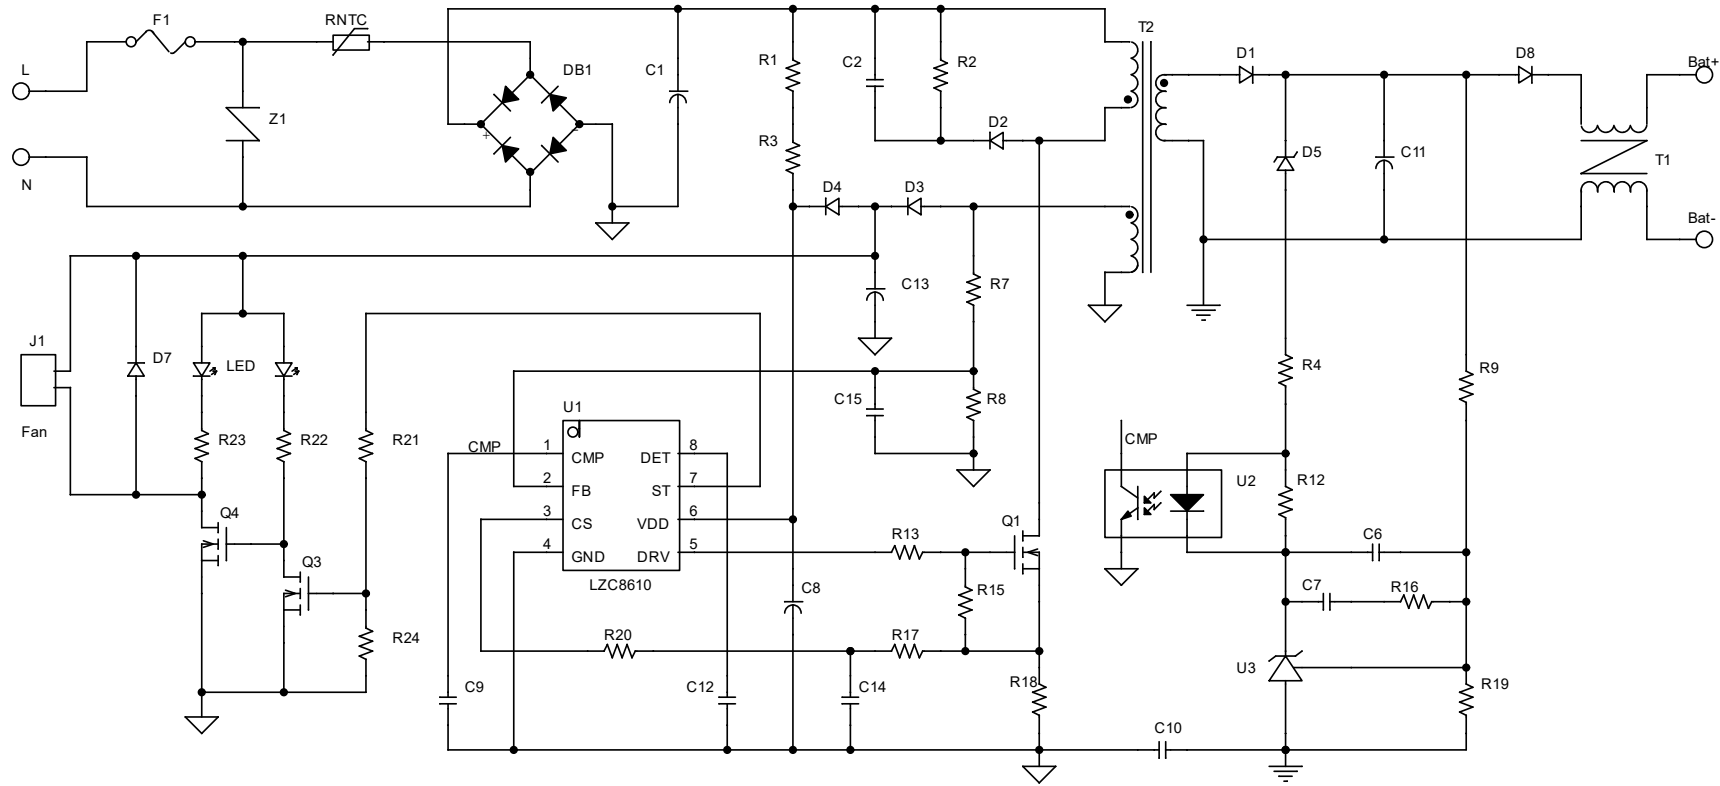 F1
RNTC
T2
D1
D8
Bat+
L
DB1
C1
R1
C2
R2
Z1
+
-
D2
R3
D5
C11
T1
N
D4
D3
Bat-
C13
R7
J1
D7
LED
R4
R9
C15
R8
U1
Fan
R23
R22
R21
CMP
1
CMP
DET
8
CMP
2
FB
ST
7
U2
R12
Q4
3
CS
VDD
6
Q1
4
GND
DRV
5
R13
C6
Q3
LZC8610
C8
R15
C7
R16
R24
R20
R17
U3
C9
C12
C14
R18
R19
C10